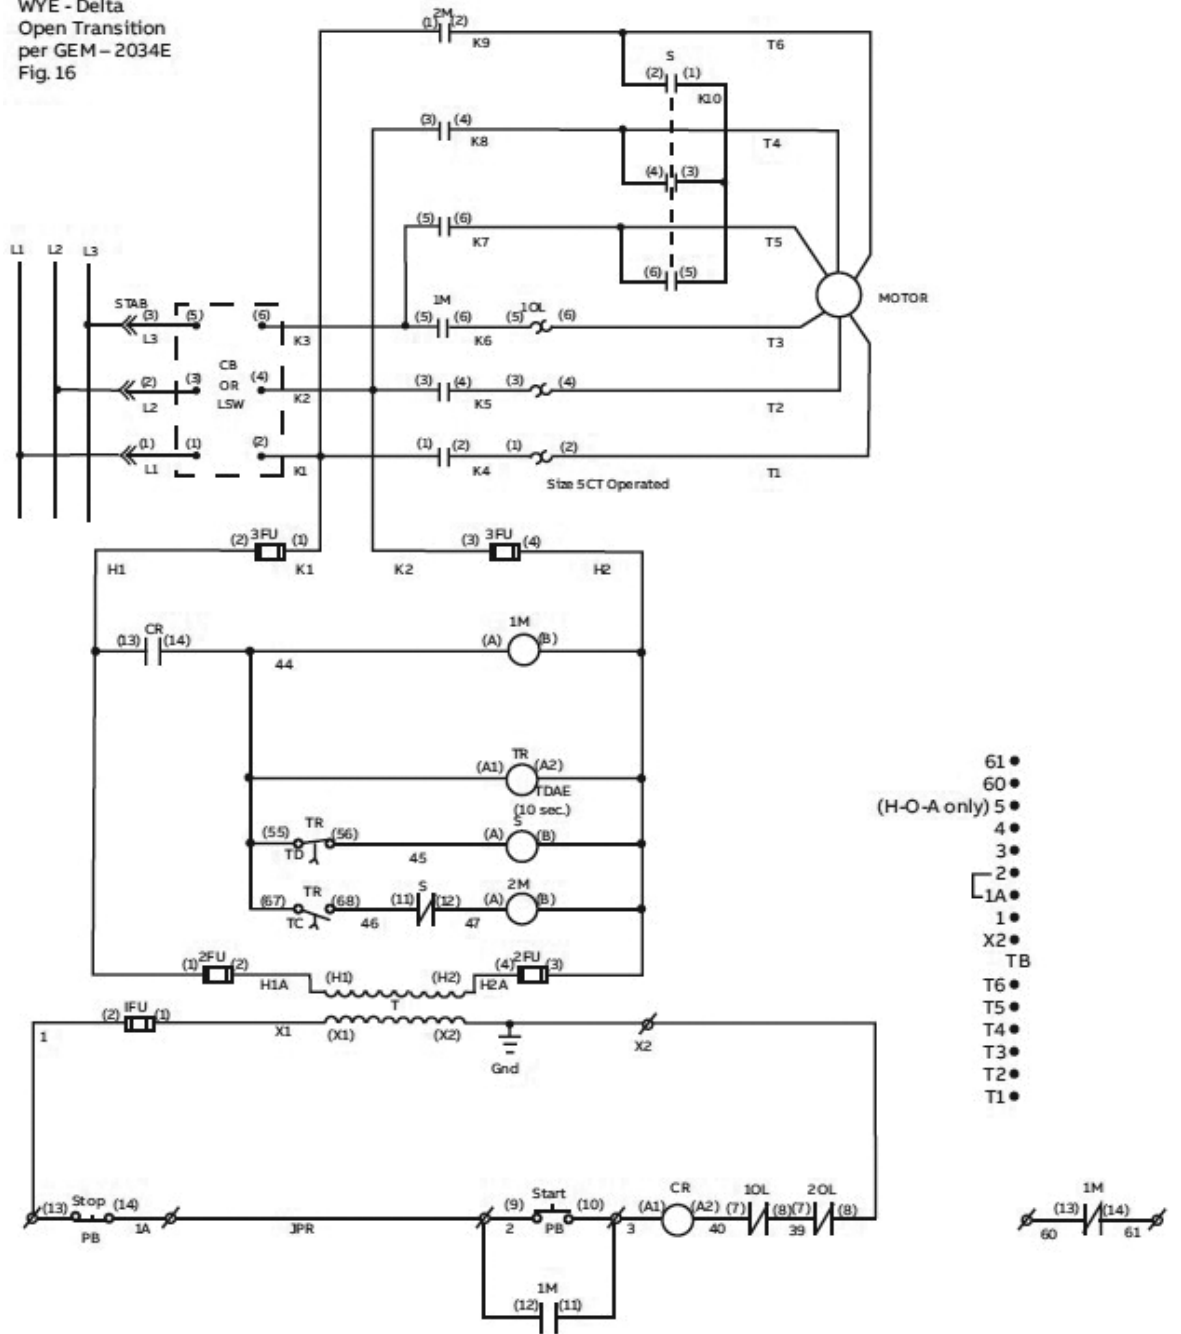 WYE - Delta
Open Transition
per GEM – 2034E
Fig. 16
2M
(1) (2)
K9
T6
S
(2) (1)
K10
(3) (4)
K8
T4
(4) (3)
(5) (6)
K7
T5
(6) (5)
L1 L2 L3
MOTOR
STAB
(3) (5) (6)
L3
K3
1M
(5) (6)
K6
1OL
(5) (6)
T3
CB
OR
LSW
(2) (3) (4)
L2
K2
(3) (4)
K5
(3) (4)
T2
(1) (1) (2)
L1
K1
(1) (2)
K4
(1) (2)
T1
Size 5CT Operated
3FU
(2) (1)
H1
K1
3FU
(3) (4)
K2
H2
CR
(13) (14)
44
1M
(A) (B)
TR
(A1) (A2)
TDAE
(10 sec.)
TR
(55) (56)
TD
45
S
(A) (B)
TR
(67) (68)
TC
46
S
(11) (12)
47
2M
(A) (B)
2FU
(1) (2)
H1A
(H1) (H2)
T
2FU
(4) (3)
H2A
1FU
(2) (1)
1
X1
(X1) (X2)
Gnd
X2
61
60
(H-O-A only) 5
4
3
2
1A
1
X2
TB
T6
T5
T4
T3
T2
T1
Stop
(13) (14)
PB
1A
JPR
Start
(9) (10)
2
PB
3
CR
(A1) (A2)
40
1OL
(7) (8)
39
2OL
(7) (8)
1M
(12) (11)
1M
(13) (14)
60
61